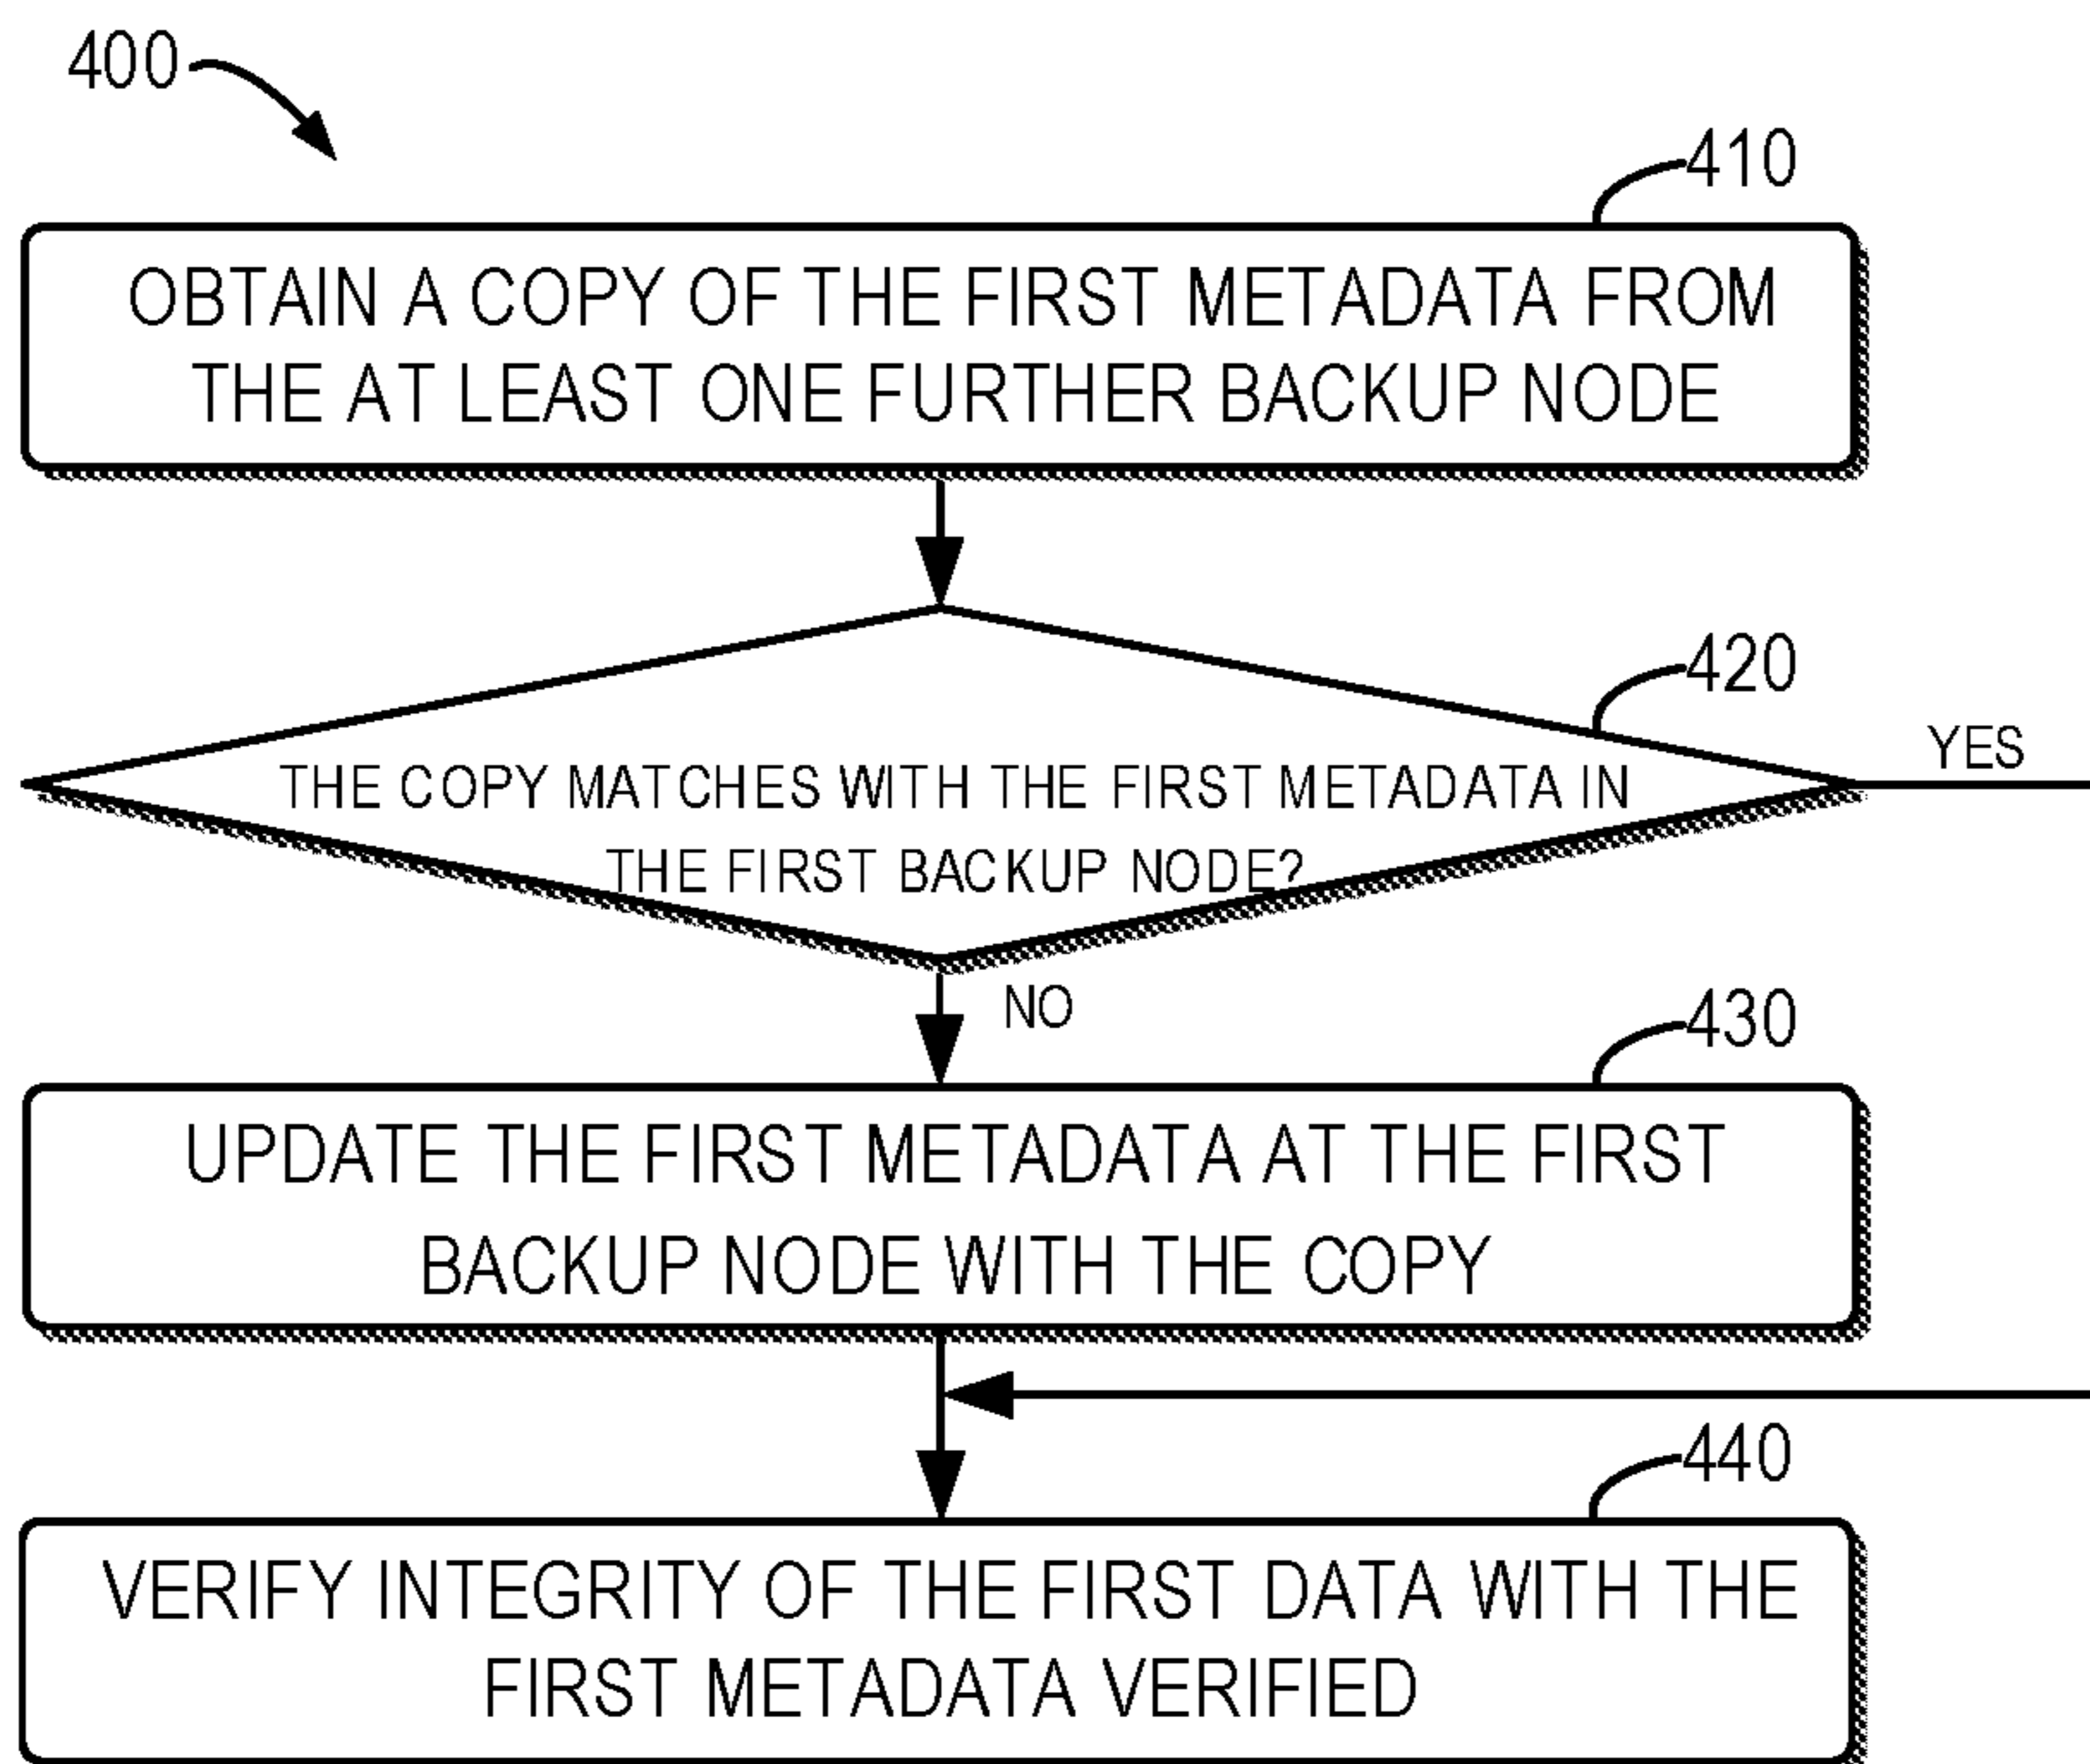 400
410
OBTAIN A COPY OF THE FIRST METADATA FROM
THE AT LEAST ONE FURTHER BACKUP NODE
420
YES
THE COPY MATCHES WITH THE FIRST METADATA IN
THE FIRST BACKUP NODE?
NO
430
UPDATE THE FIRST METADATA AT THE FIRST
BACKUP NODE WITH THE COPY
440
VERIFY INTEGRITY OF THE FIRST DATA WITH THE
FIRST METADATA VERIFIED